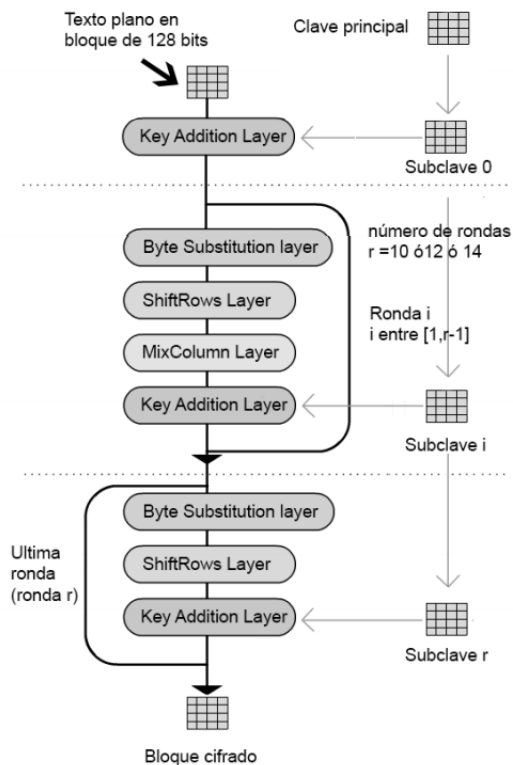 Texto plano en
bloque de 128 bits
Clave principal
Key Addition Layer
Subclave 0
número de rondas
r =10 ó12 ó 14
Byte Substitution layer
ShiftRows Layer
Ronda i
i entre [1,r-1]
MixColumn Layer
Key Addition Layer
Subclave i
Byte Substitution layer
Ultima
ronda
(ronda r)
ShiftRows Layer
Key Addition Layer
Subclave r
Bloque cifrado